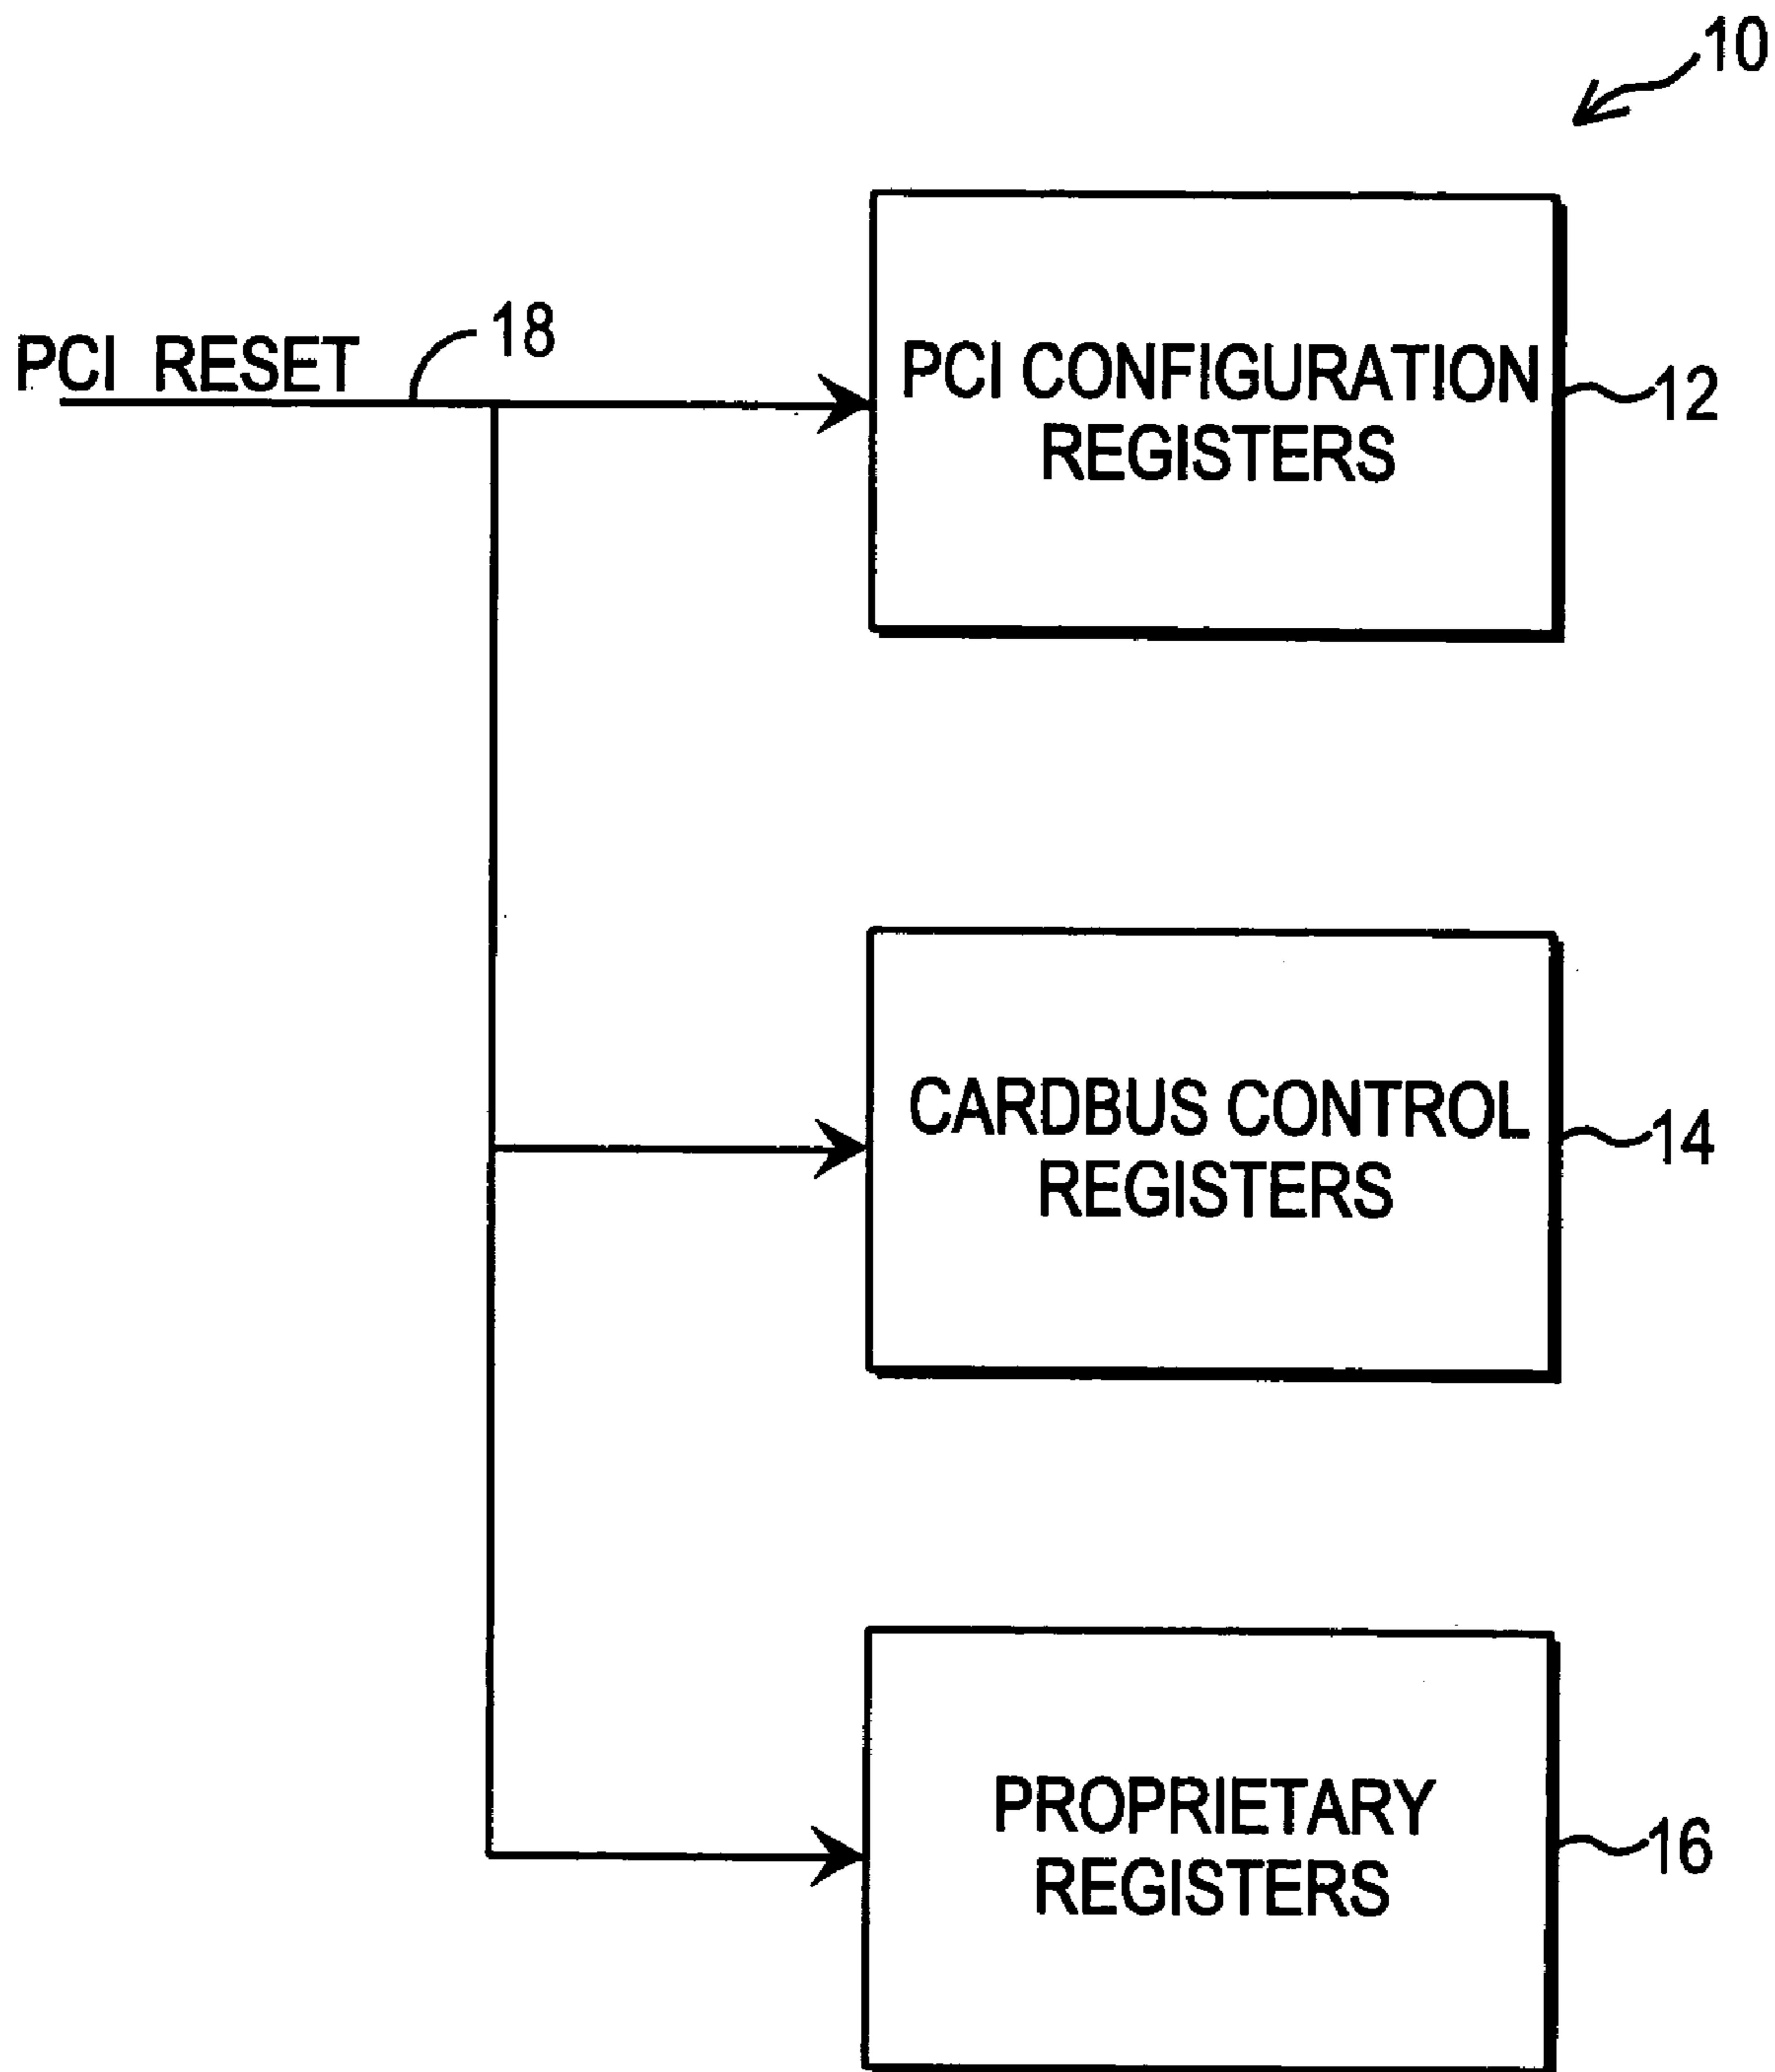 10
PCI RESET
18
PCI CONFIGURATION
REGISTERS
12
CARDBUS CONTROL
REGISTERS
14
PROPRIETARY
REGISTERS
16